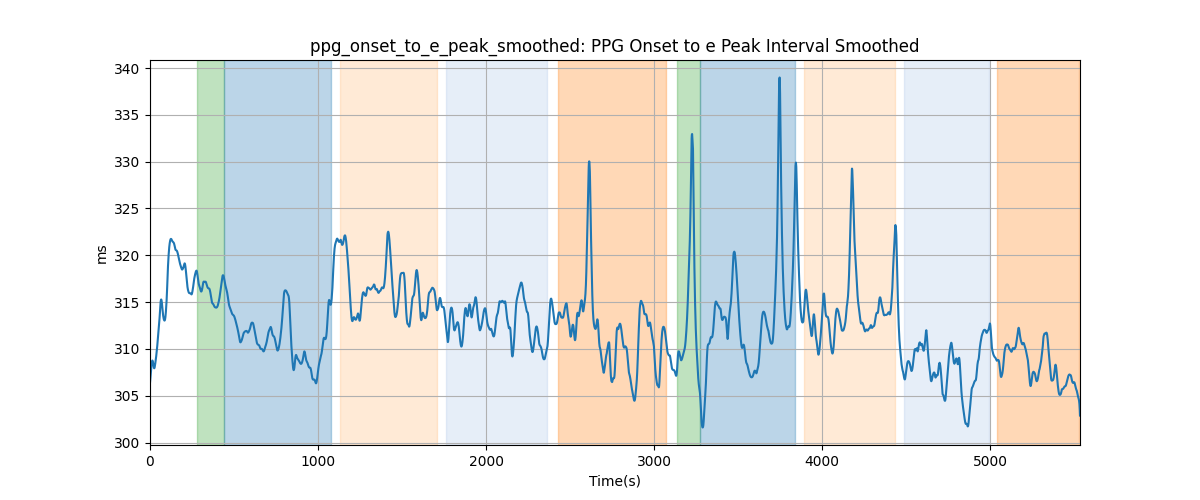 ppg_onset_to_e_peak_smoothed: PPG Onset to e Peak Interval Smoothed
340
335
330
325
320
315
310
305
300
ms
0 1000 2000 3000 4000 5000
Time(s)